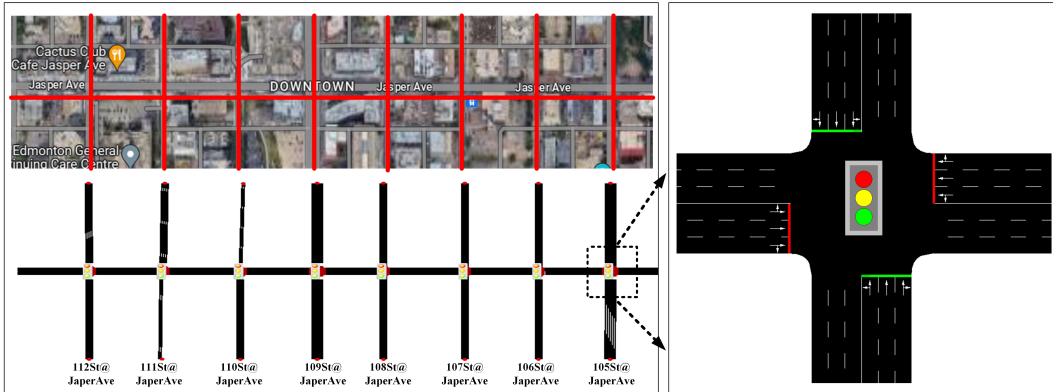 Cactus Club
Cafe Jasper Ave
Jasper Ave
DOWNTOWN
Jasper Ave
Jasper Ave
Edmonton General
inuing Care Centre
112St@
JaperAve
111St@
JaperAve
110St@
JaperAve
109St@
JaperAve
108St@
JaperAve
107St@
JaperAve
106St@
JaperAve
105St@
JaperAve